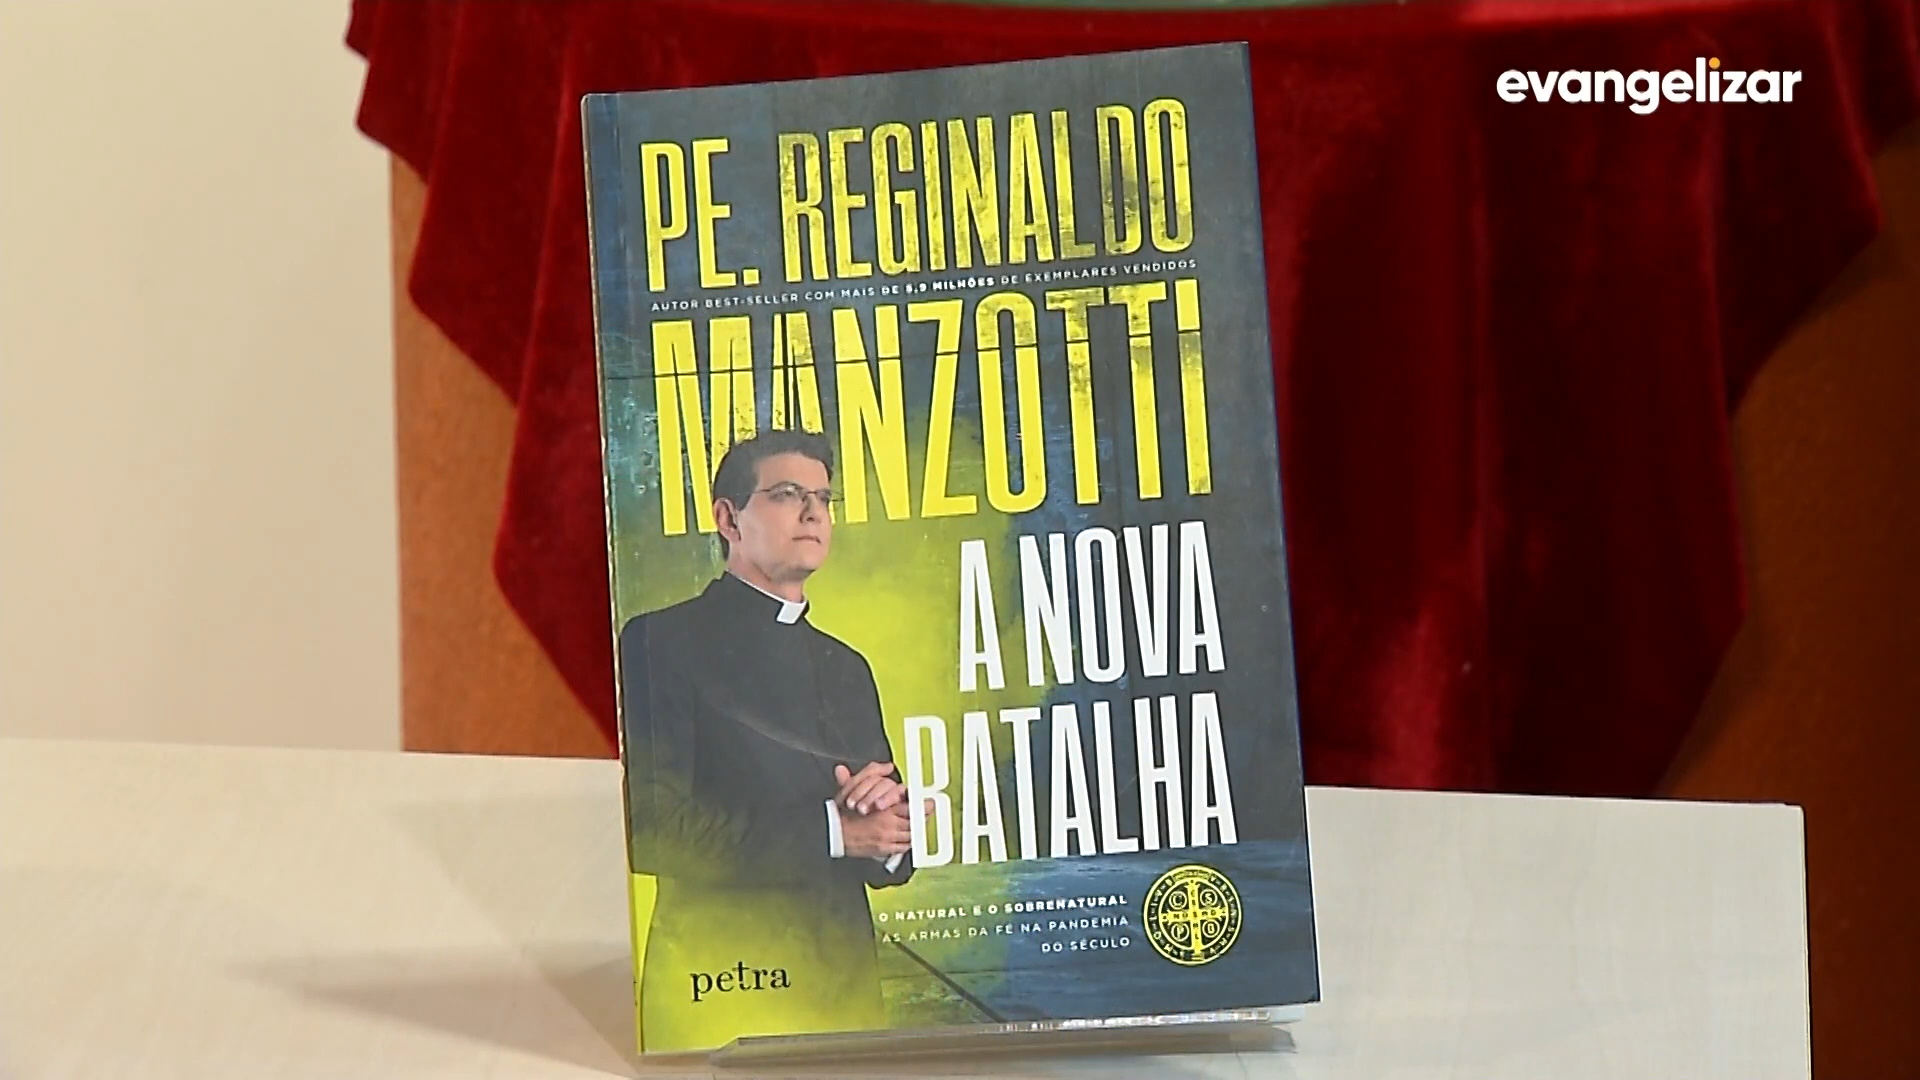 evangelizar
PE. REGINALDO
AUTOR BEST-SELLER COM MAIS DE 5,9 MILHÕES DE EXEMPLARES VENDIDOS
MANZOTTI
A NOVA
BATALHA
O NATURAL E O SOBRENATURAL
AS ARMAS DA FÉ NA PANDEMIA
DO SÉCULO
petra